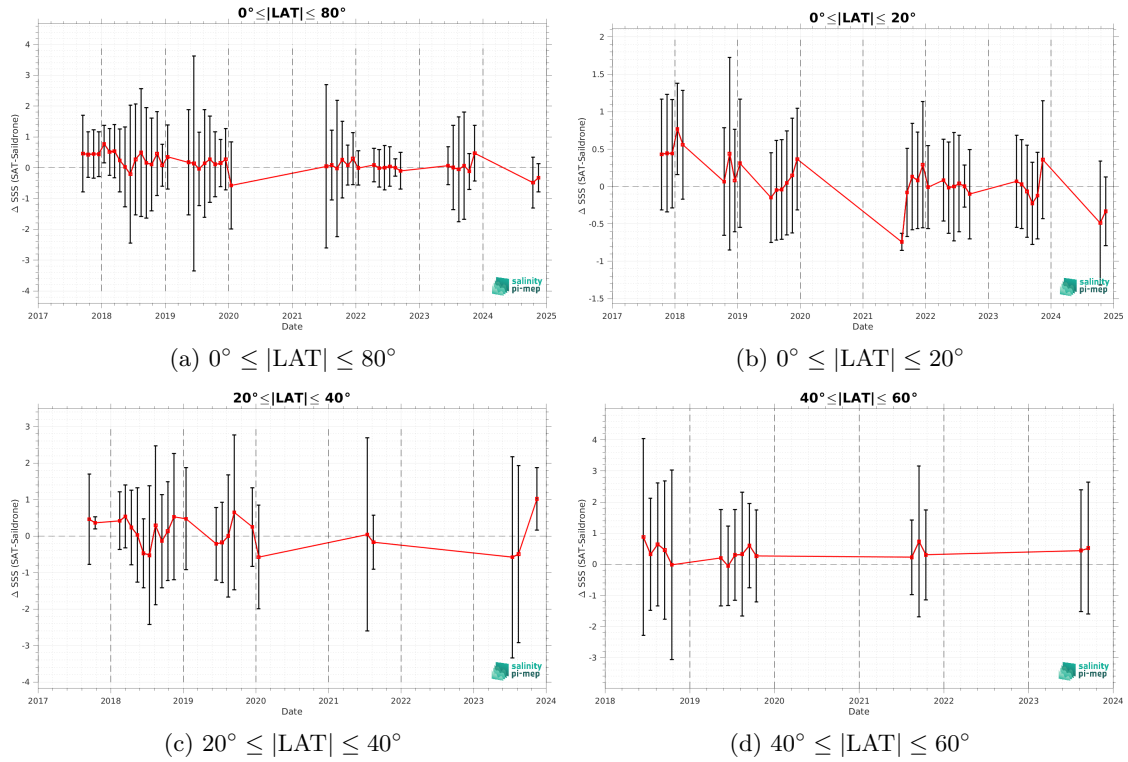 0°≤|LAT|≤ 80°
Δ SSS (SAT-Saildrone)
4
3
2
1
0
-1
-2
-3
-4
2017 2018 2019 2020 2021 2022 2023 2024 2025
Date
salinity
pi-mep
(a) 0° ≤ |LAT| ≤ 80°
0°≤|LAT|≤ 20°
Δ SSS (SAT-Saildrone)
2
1.5
1
0.5
0
-0.5
-1
-1.5
2017 2018 2019 2020 2021 2022 2023 2024 2025
Date
salinity
pi-mep
(b) 0° ≤ |LAT| ≤ 20°
20°≤|LAT|≤ 40°
Δ SSS (SAT-Saildrone)
3
2
1
0
-1
-2
-3
-4
2017 2018 2019 2020 2021 2022 2023 2024
Date
salinity
pi-mep
(c) 20° ≤ |LAT| ≤ 40°
40°≤|LAT|≤ 60°
Δ SSS (SAT-Saildrone)
4
3
2
1
0
-1
-2
-3
2018 2019 2020 2021 2022 2023 2024
Date
salinity
pi-mep
(d) 40° ≤ |LAT| ≤ 60°